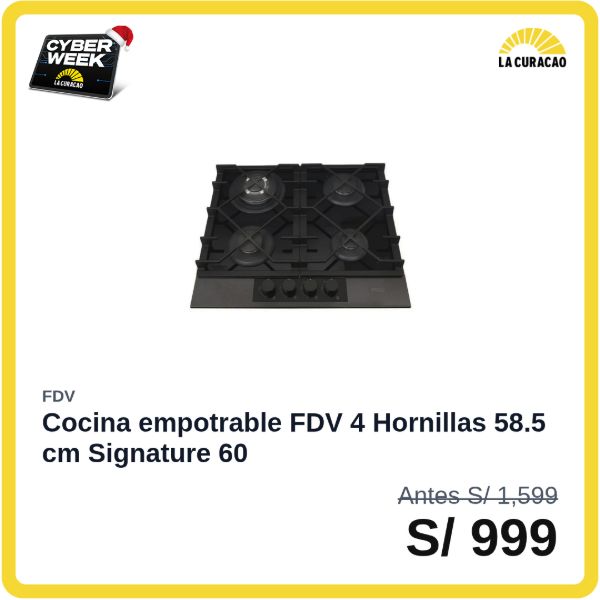 CYBER
WEEK
LA CURACAO
LA CURACAO
FDV
Cocina empotrable FDV 4 Hornillas 58.5
cm Signature 60
Antes S/ 1,599
S/ 999